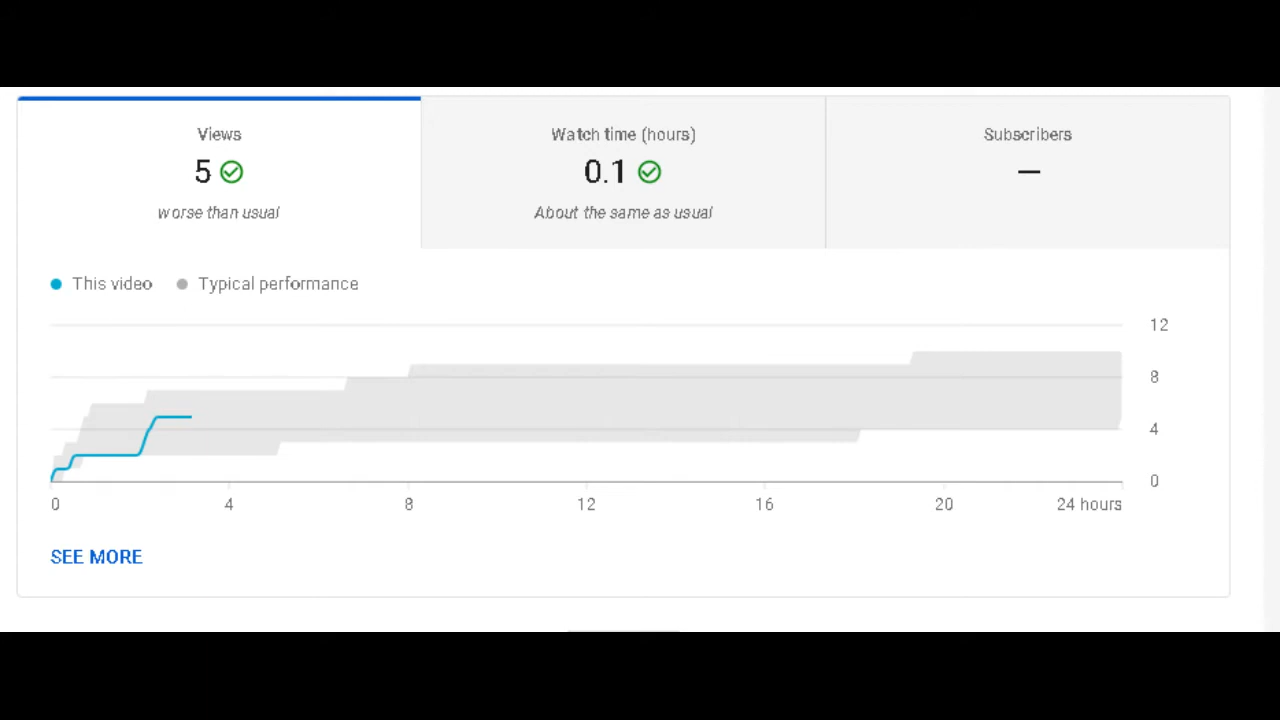 Views
5
worse than usual
Watch time (hours)
0.1
About the same as usual
Subscribers
—
This video
Typical performance
12
8
4
0
0 4 8 12 16 20 24 hours
SEE MORE